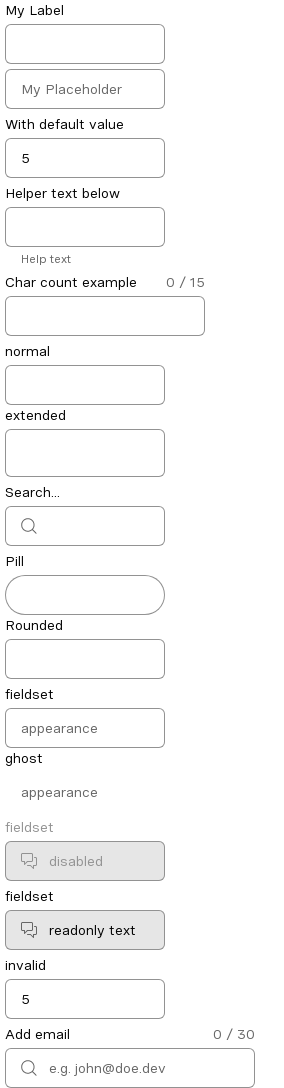 My Label
My Placeholder
With default value
5
Helper text below
Help text
Char count example 0 / 15
normal
extended
Search...
Pill
Rounded
fieldset
appearance
ghost
appearance
fieldset
disabled
fieldset
readonly text
invalid
5
Add email 0 / 30
e.g. john@doe.dev